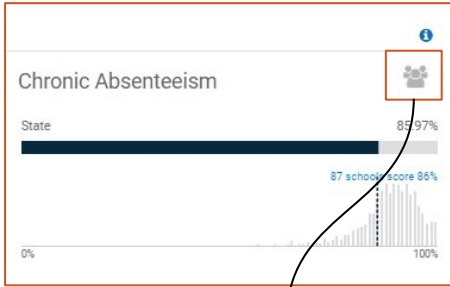 Chronic Absenteeism
State 85.97%
87 schools score 86%
0% 100%